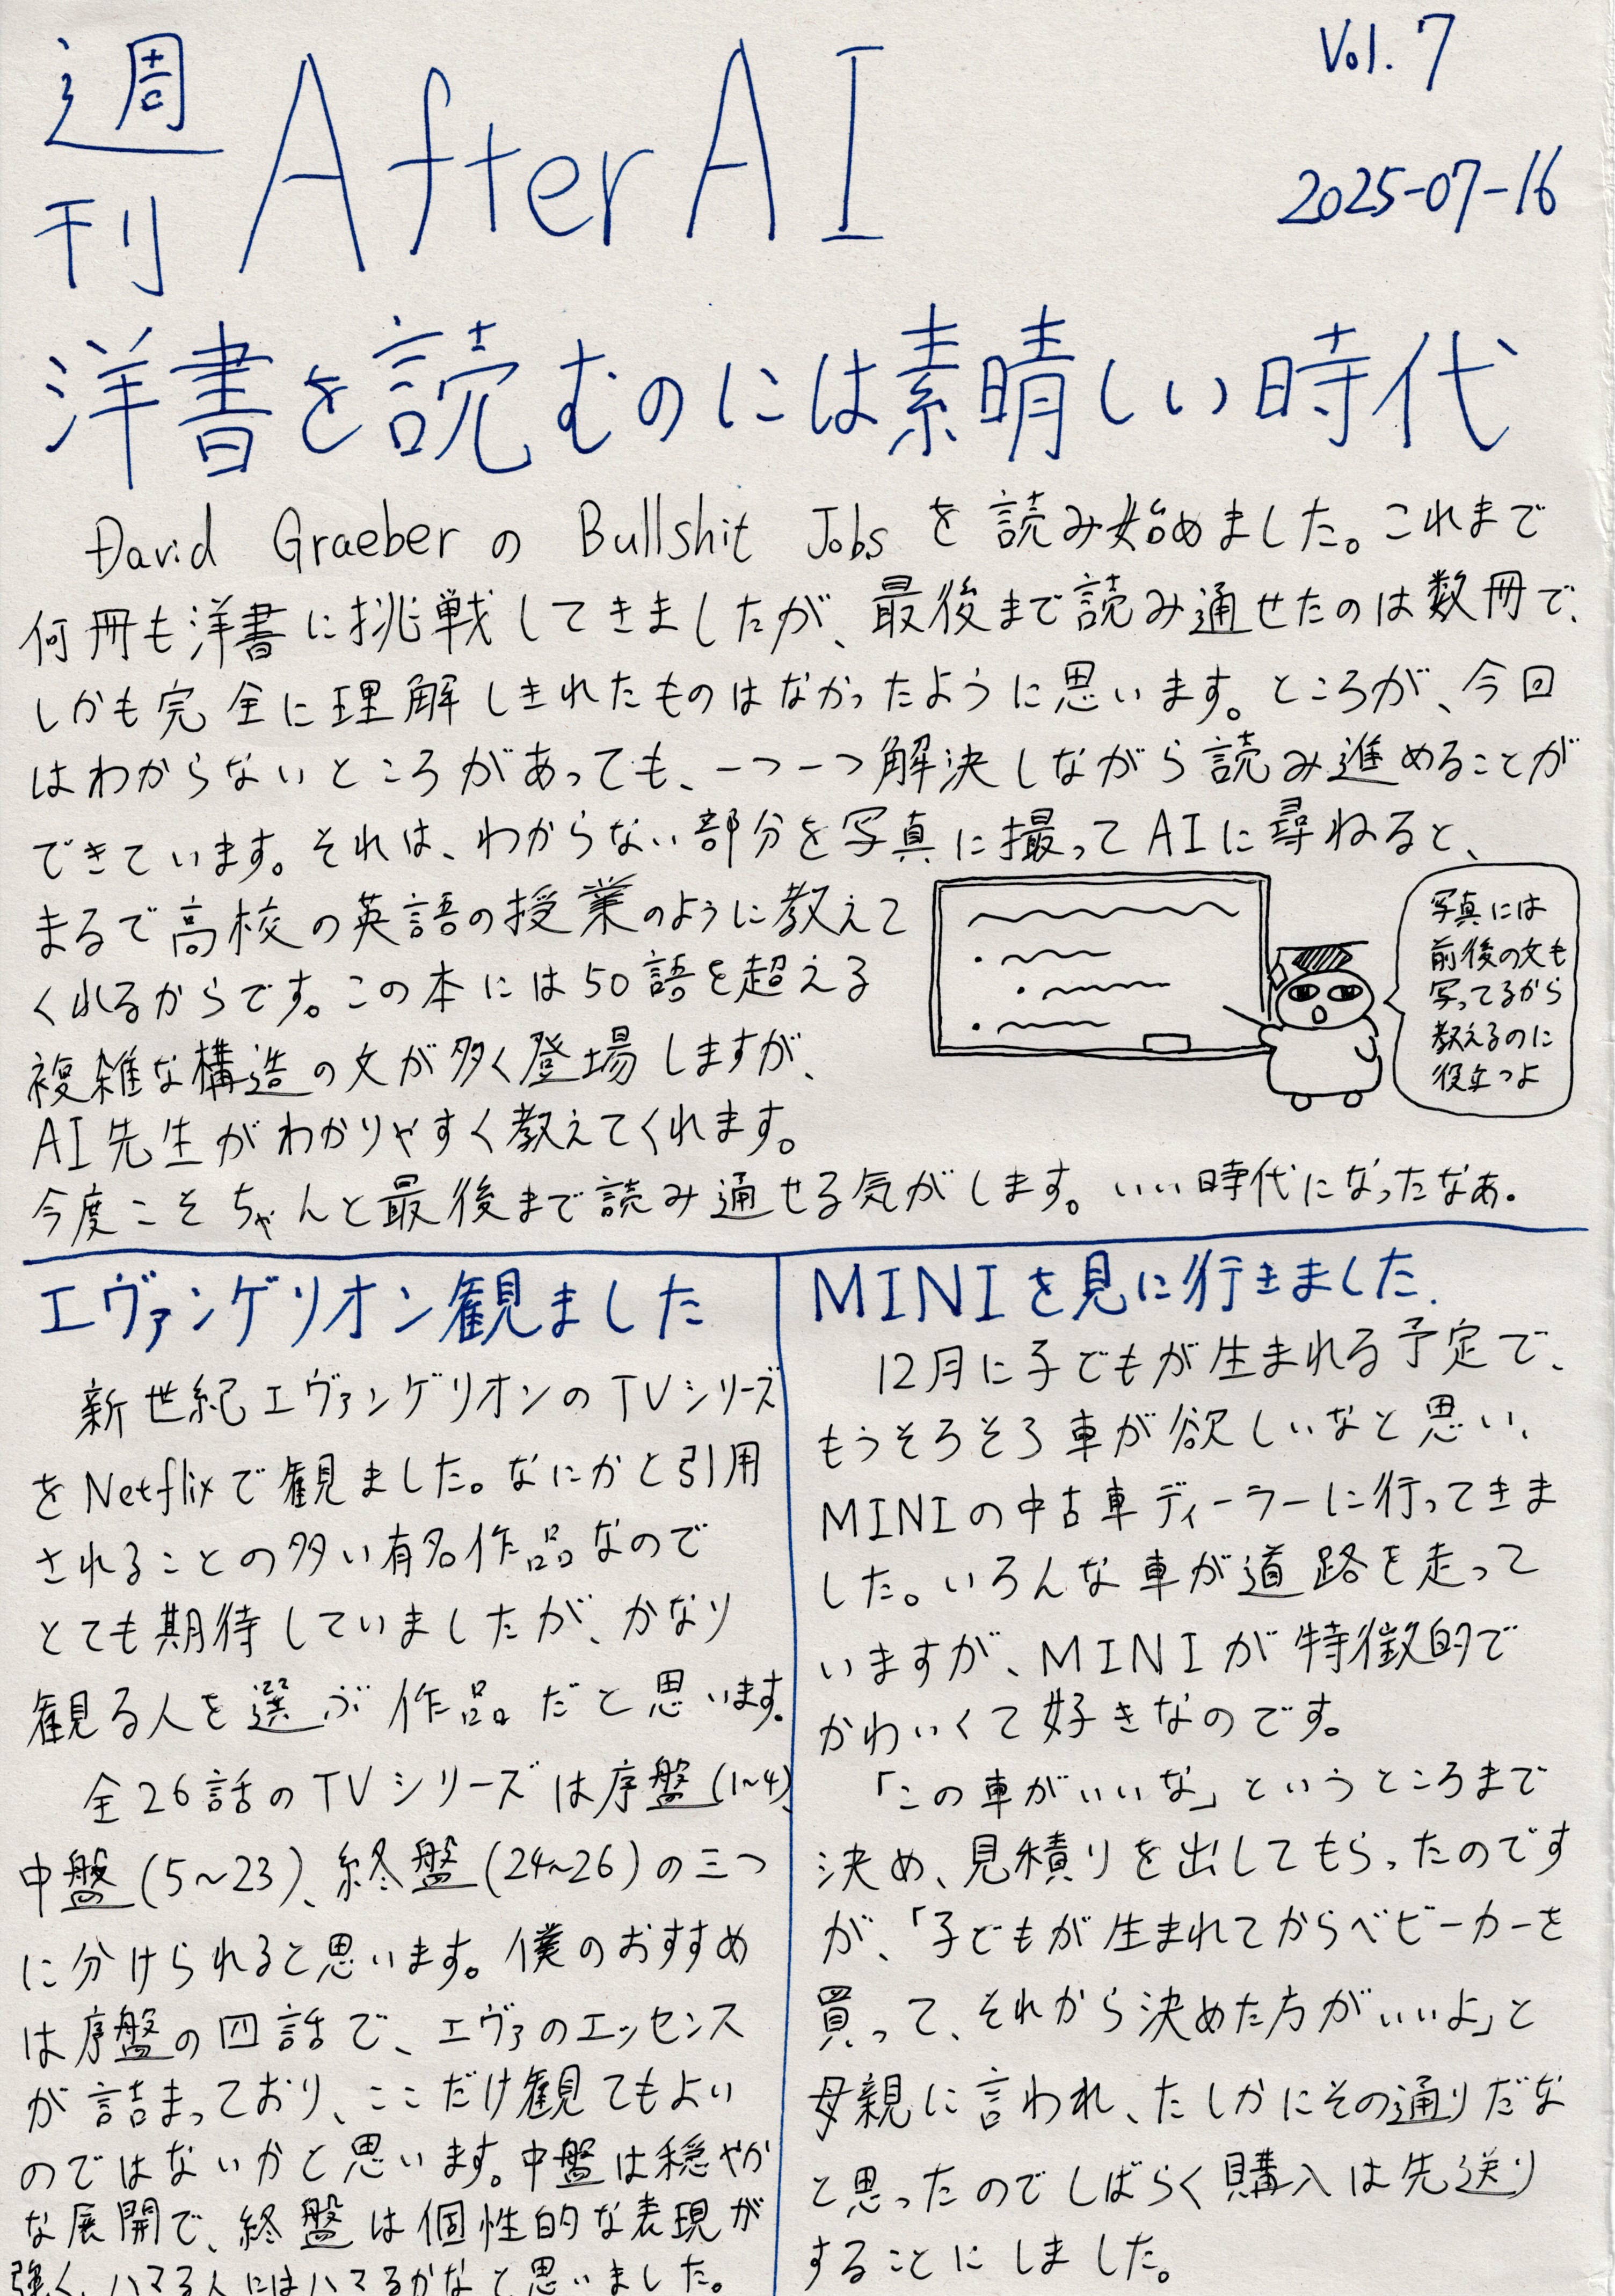 週刊 After AI
Vol. 7
2025-07-16
洋書を読むのには素晴しい時代
David Graeber の Bullshit Jobs を読み始めました。これまで
何冊も洋書に挑戦してきましたが、最後まで読み通せたのは数冊で、
しかも完全に理解しきれたものはなかったように思います。ところが、今回
はわからないところがあっても、一つ一つ解決しながら読み進めることが
できています。それは、わからない部分を写真に撮ってAIに尋ねると、
まるで高校の英語の授業のように教えて
くれるからです。この本には50語を超える
複雑な構造の文が多く登場しますが、
AI先生がわかりやすく教えてくれます。
今度こそちゃんと最後まで読み通せる気がします。いい時代になったなぁ。
写真には
前後の文も
写ってるから
教えるのに
役立つよ
エヴァンゲリオン観ました
新世紀エヴァンゲリオンのTVシリーズ
をNetflixで観ました。なにかと引用
されることの多い有名作品なので
とても期待していましたが、かなり
観る人を選ぶ作品だと思います。
全26話のTVシリーズは序盤(1~4)、
中盤(5~23)、終盤(24~26)の三つ
に分けられると思います。僕のおすすめ
は序盤の四話で、エヴァのエッセンス
が詰まっており、ここだけ観てもよい
のではないかと思います。中盤は穏やか
な展開で、終盤は個性的な表現が
強く、ハマる人にはハマるかなと思いました。
MINIを見に行きました.
12月に子どもが生まれる予定で、
もうそろそろ車が欲しいなと思い、
MINIの中古車ディーラーに行ってきま
した。いろんな車が道路を走って
いますが、MINIが特徴的で
かわいくて好きなのです。
「この車がいいな」というところまで
決め、見積りを出してもらったのです
が、「子どもが生まれてからベビーカーを
買って、それから決めた方がいいよ」と
母親に言われ、たしかにその通りだな
と思ったのでしばらく購入は先送り
することにしました。